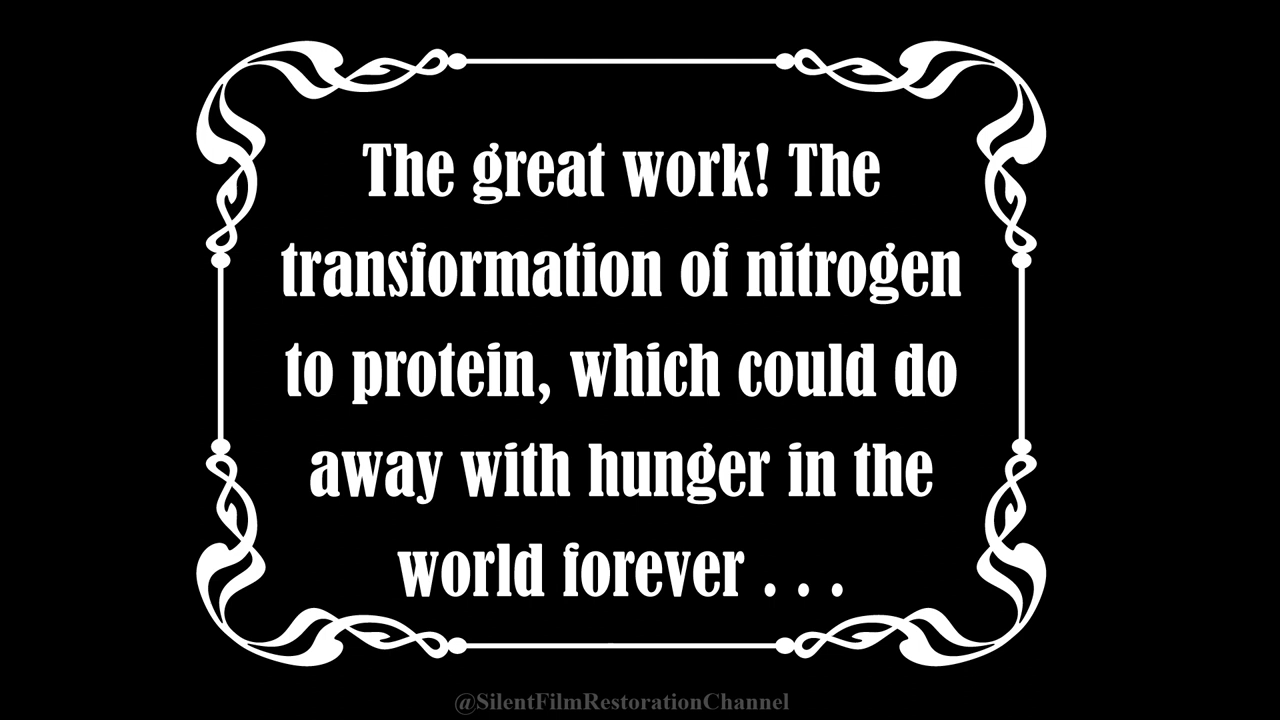 The great work! The
transformation of nitrogen
to protein, which could do
away with hunger in the
world forever . . .
@SilentFilmRestorationChannel